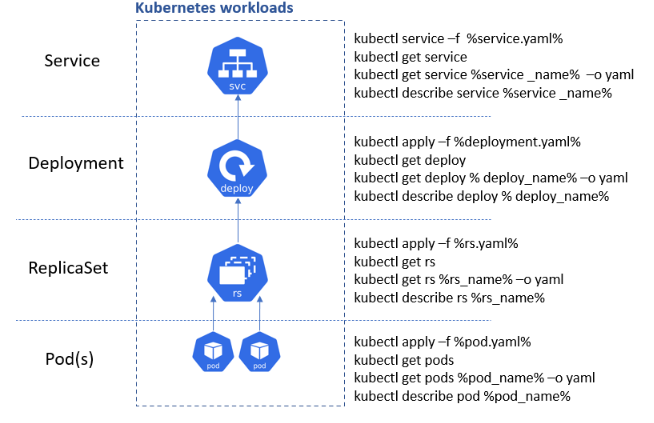 Kubernetes workloads
Service
svc
kubectl service –f  %service.yaml%
kubectl get service
kubectl get service %service _name%  –o yaml
kubectl describe service %service _name%
Deployment
deploy
kubectl apply –f %deployment.yaml%
kubectl get deploy
kubectl get deploy % deploy_name% –o yaml
kubectl describe deploy % deploy_name%
ReplicaSet
rs
kubectl apply –f %rs.yaml%
kubectl get rs
kubectl get rs %rs_name% –o yaml
kubectl describe rs %rs_name%
Pod(s)
pod
pod
kubectl apply –f %pod.yaml%
kubectl get pods
kubectl get pods %pod_name% –o yaml
kubectl describe pod %pod_name%